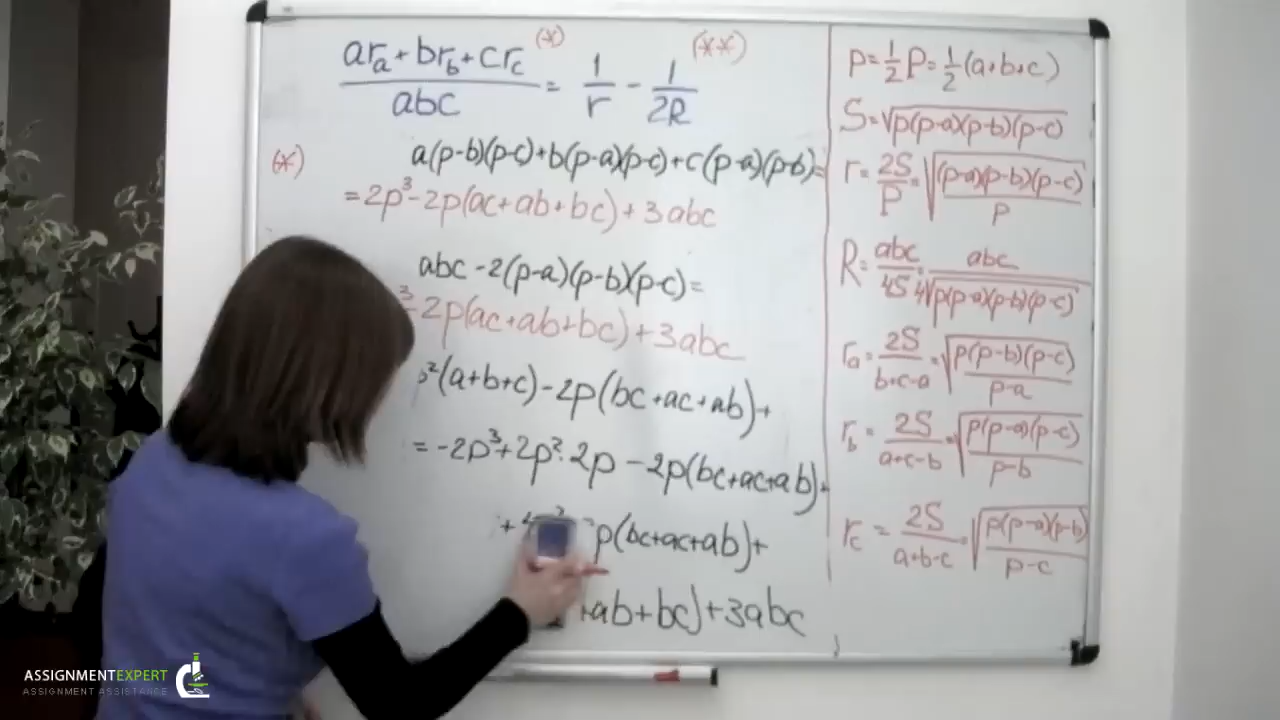 (ar_a + br_b + cr_c)/abc (*) = 1/r - 1/2R (**)
(*) a(p-b)(p-c)+b(p-a)(p-c)+c(p-a)(p-b)=
=2p³-2p(ac+ab+bc)+3abc
abc-2(p-a)(p-b)(p-c)=
³-2p(ac+ab+bc)+3abc
p²(a+b+c)-2p(bc+ac+ab)+
=-2p³+2p²·2p-2p(bc+ac+ab)+
p(bc+ac+ab)+
+ab+bc)+3abc
p=1/2P=1/2(a+b+c)
S=√(p(p-a)(p-b)(p-c))
r=2S/P=√((p-a)(p-b)(p-c)/p)
R=abc/4S=abc/4√(p(p-a)(p-b)(p-c))
r_a=2S/(b+c-a)=√(p(p-b)(p-c)/(p-a))
r_b=2S/(a+c-b)=√(p(p-a)(p-c)/(p-b))
r_c=2S/(a+b-c)=√(p(p-a)(p-b)/(p-c))
ASSIGNMENTEXPERT
ASSIGNMENT ASSISTANCE